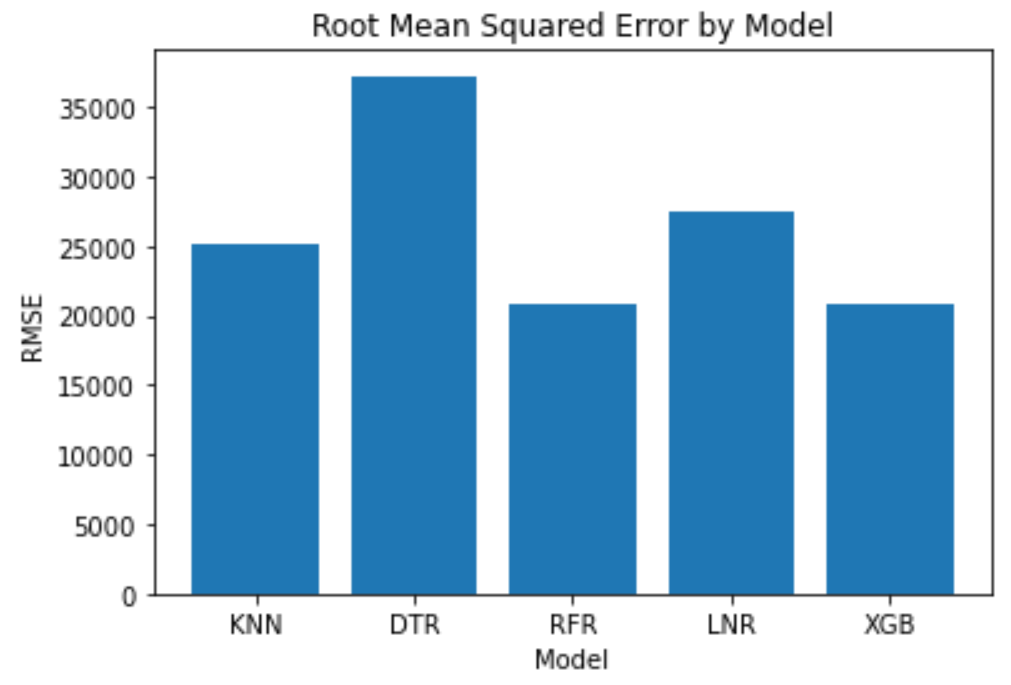 Root Mean Squared Error by Model
35000
30000
25000
20000
15000
10000
5000
0
RMSE
KNN DTR RFR LNR XGB
Model